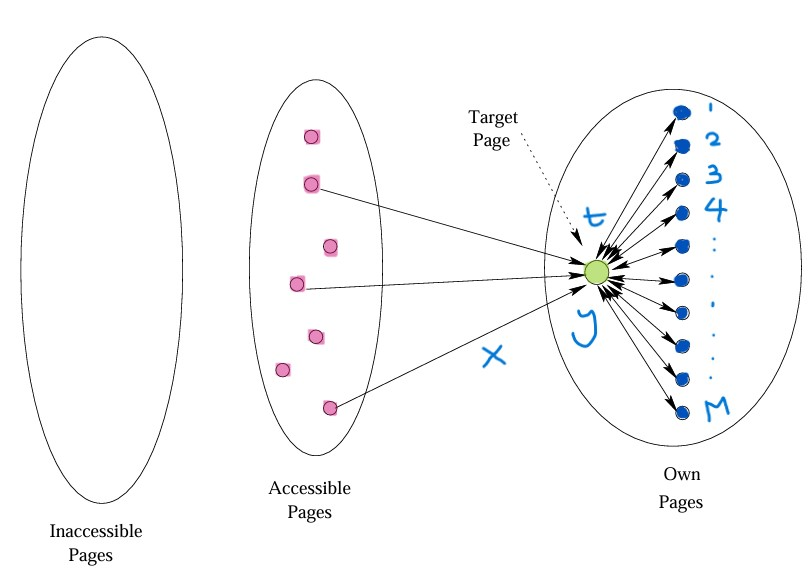 Target
Page
1
2
3
t
4
:
.
.
y
.
x
.
.
M
Accessible
Pages
Own
Pages
Inaccessible
Pages